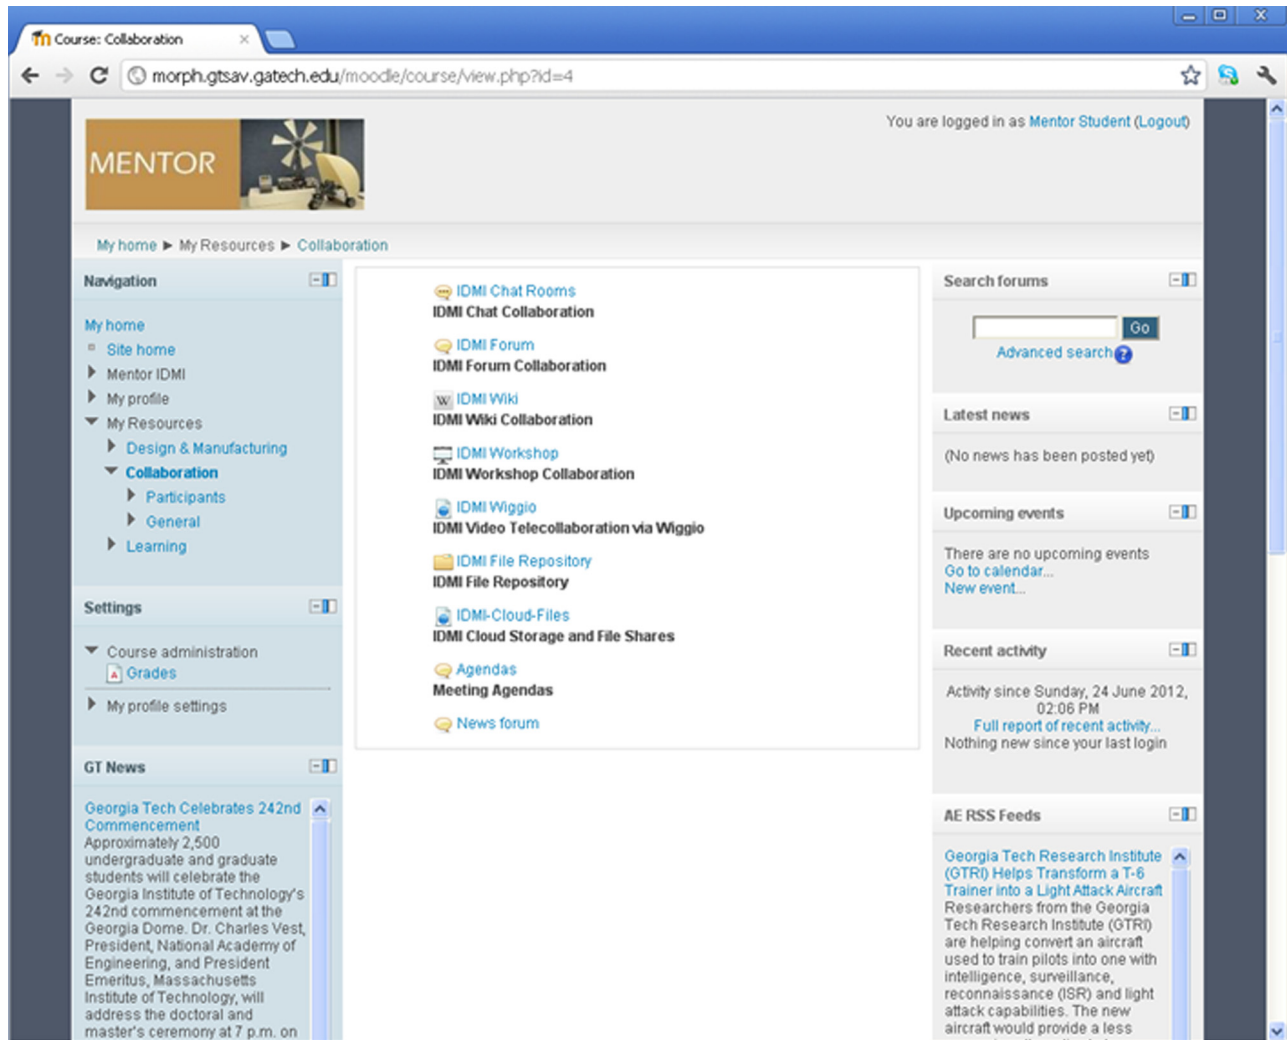 Course: Collaboration
morph.gtsav.gatech.edu/moodle/course/view.php?id=4
You are logged in as Mentor Student (Logout)
MENTOR
My home ► My Resources ► Collaboration
Navigation
My home
Site home
Mentor IDMI
My profile
My Resources
Design & Manufacturing
Collaboration
Participants
General
Learning
Settings
Course administration
Grades
My profile settings
GT News
Georgia Tech Celebrates 242nd
Commencement
Approximately 2,500
undergraduate and graduate
students will celebrate the
Georgia Institute of Technology's
242nd commencement at the
Georgia Dome. Dr. Charles Vest,
President, National Academy of
Engineering, and President
Emeritus, Massachusetts
Institute of Technology, will
address the doctoral and
master's ceremony at 7 p.m. on
IDMI Chat Rooms
IDMI Chat Collaboration
IDMI Forum
IDMI Forum Collaboration
W IDMI Wiki
IDMI Wiki Collaboration
IDMI Workshop
IDMI Workshop Collaboration
IDMI Wiggio
IDMI Video Telecollaboration via Wiggio
IDMI File Repository
IDMI File Repository
IDMI-Cloud-Files
IDMI Cloud Storage and File Shares
Agendas
Meeting Agendas
News forum
Search forums
Go
Advanced search ?
Latest news
(No news has been posted yet)
Upcoming events
There are no upcoming events
Go to calendar...
New event...
Recent activity
Activity since Sunday, 24 June 2012,
02:06 PM
Full report of recent activity...
Nothing new since your last login
AE RSS Feeds
Georgia Tech Research Institute
(GTRI) Helps Transform a T-6
Trainer into a Light Attack Aircraft
Researchers from the Georgia
Tech Research Institute (GTRI)
are helping convert an aircraft
used to train pilots into one with
intelligence, surveillance,
reconnaissance (ISR) and light
attack capabilities. The new
aircraft would provide a less